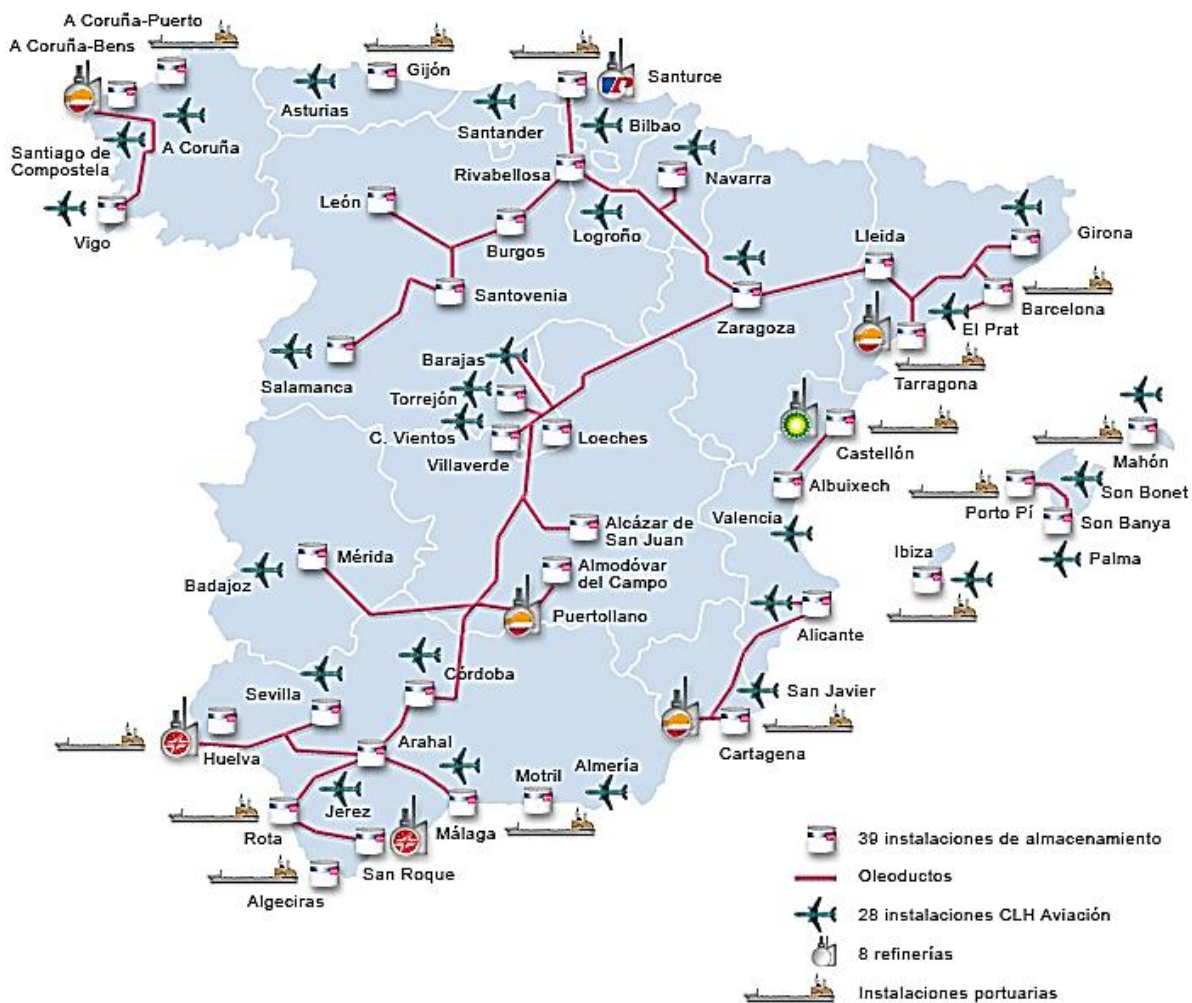 A Coruña-Puerto
A Coruña-Bens
Gijón
Santurce
Asturias
Santander
Bilbao
A Coruña
Santiago de
Compostela
Rivabellosa
Navarra
León
Vigo
Burgos
Logroño
Lleida
Girona
Santovenia
Zaragoza
Barcelona
El Prat
Barajas
Salamanca
Tarragona
Torrejón
C. Vientos
Loeches
Villaverde
Castellón
Mahón
Albuixech
Son Bonet
Porto Pí
Valencia
Son Banya
Alcázar de
San Juan
Mérida
Ibiza
Palma
Almodóvar
del Campo
Badajoz
Puertollano
Alicante
Córdoba
Sevilla
San Javier
Arahal
Cartagena
Huelva
Almería
Motril
Jerez
Málaga
Rota
San Roque
Algeciras
39 instalaciones de almacenamiento
Oleoductos
28 instalaciones CLH Aviación
8 refinerías
Instalaciones portuarias